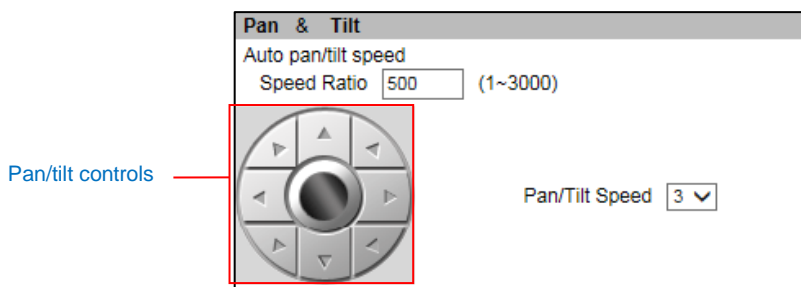 Pan & Tilt
Auto pan/tilt speed
Speed Ratio 500 (1~3000)
Pan/tilt controls
Pan/Tilt Speed 3